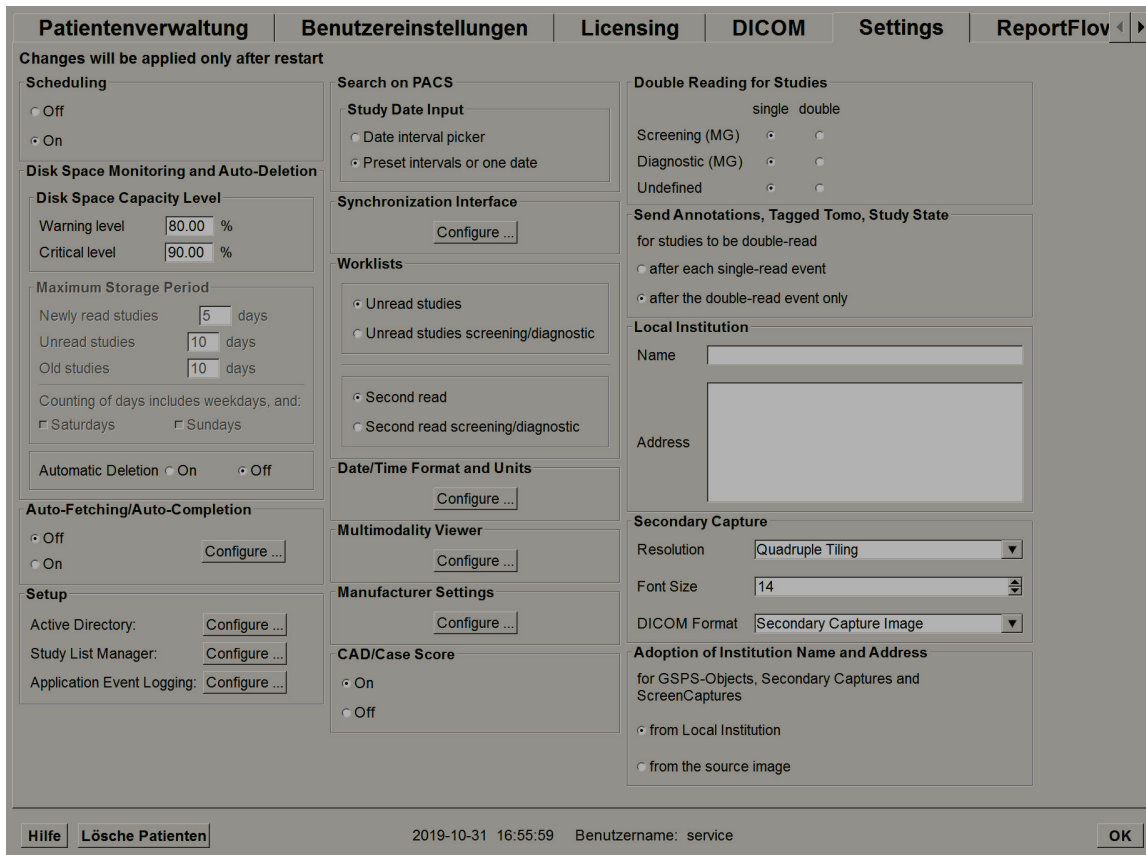 Patientenverwaltung
Benutzereinstellungen
Licensing
DICOM
Settings
ReportFlov
Changes will be applied only after restart
Scheduling
Off
On
Disk Space Monitoring and Auto-Deletion
Disk Space Capacity Level
Warning level 80.00 %
Critical level 90.00 %
Maximum Storage Period
Newly read studies 5 days
Unread studies 10 days
Old studies 10 days
Counting of days includes weekdays, and:
Saturdays Sundays
Automatic Deletion On Off
Auto-Fetching/Auto-Completion
Off
On
Configure ...
Setup
Active Directory: Configure ...
Study List Manager: Configure ...
Application Event Logging: Configure ...
Search on PACS
Study Date Input
Date interval picker
Preset intervals or one date
Synchronization Interface
Configure ...
Worklists
Unread studies
Unread studies screening/diagnostic
Second read
Second read screening/diagnostic
Date/Time Format and Units
Configure ...
Multimodality Viewer
Configure ...
Manufacturer Settings
Configure ...
CAD/Case Score
On
Off
Double Reading for Studies
single double
Screening (MG)
Diagnostic (MG)
Undefined
Send Annotations, Tagged Tomo, Study State
for studies to be double-read
after each single-read event
after the double-read event only
Local Institution
Name
Address
Secondary Capture
Resolution Quadruple Tiling
Font Size 14
DICOM Format Secondary Capture Image
Adoption of Institution Name and Address
for GSPS-Objects, Secondary Captures and
ScreenCaptures
from Local Institution
from the source image
Hilfe
Lösche Patienten
2019-10-31 16:55:59 Benutzername: service
OK